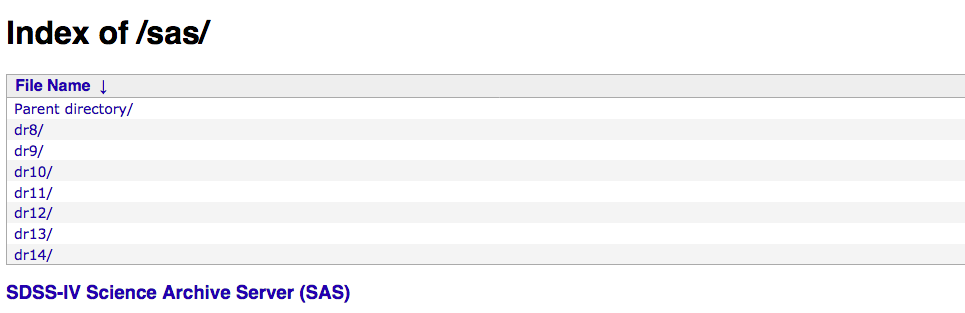 Index of /sas/
File Name ↓
Parent directory/
dr8/
dr9/
dr10/
dr11/
dr12/
dr13/
dr14/
SDSS-IV Science Archive Server (SAS)